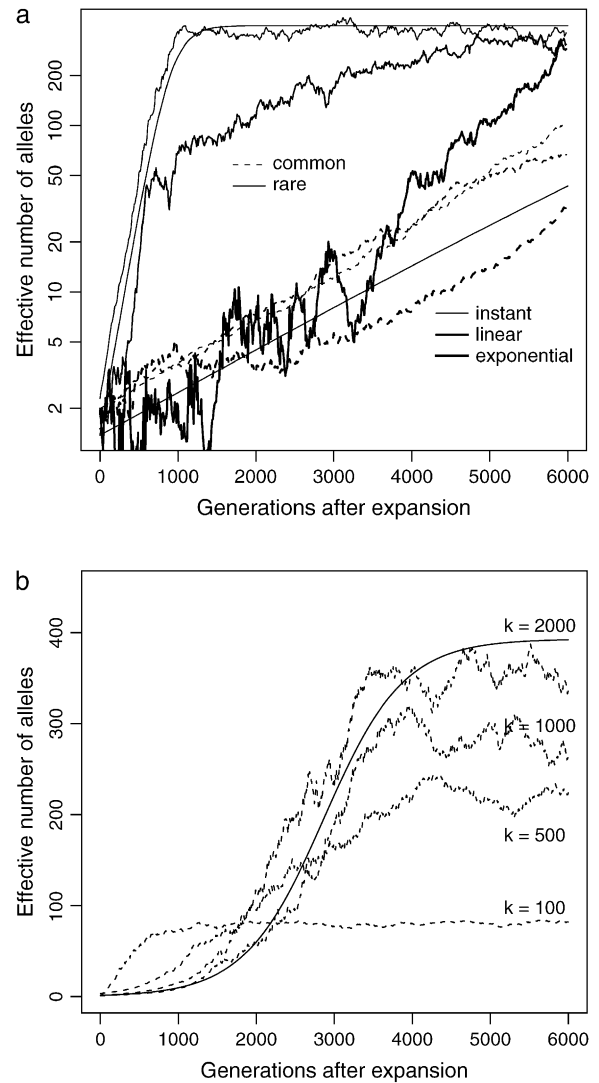 a
Effective number of alleles
200
100
50
20
10
5
2
common
rare
instant
linear
exponential
0 1000 2000 3000 4000 5000 6000
Generations after expansion
b
Effective number of alleles
400
300
200
100
0
k = 2000
k = 1000
k = 500
k = 100
0 1000 2000 3000 4000 5000 6000
Generations after expansion